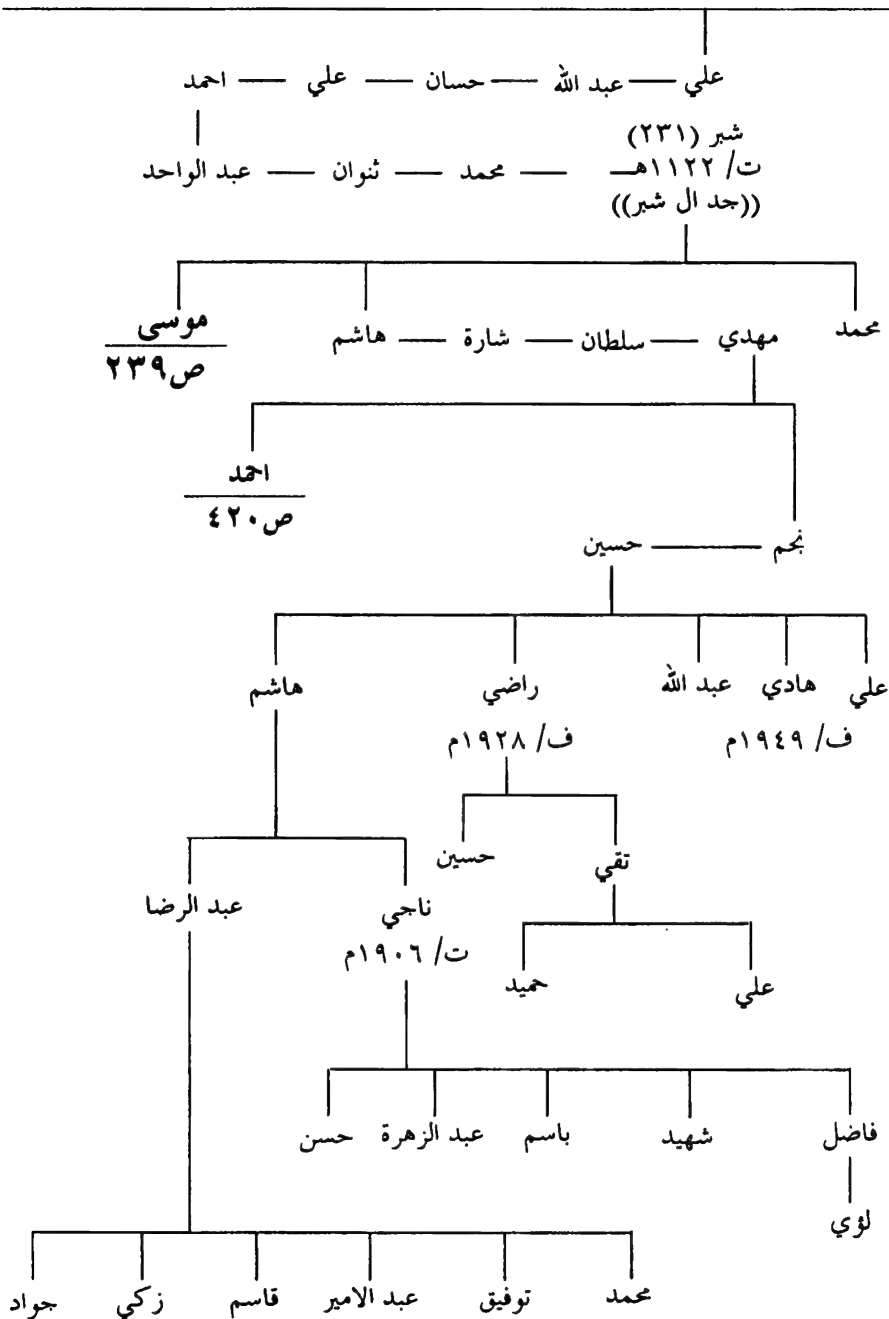 علي عبد الله حسان علي احمد
شبر (٢٣١)
ت/ ١١٢٢هـ محمد ثنوان عبد الواحد
((جد ال شبر))
محمد مهدي سلطان شارة هاشم موسى
ص٢٣٩
احمد
ص٤٢٠
نجم حسين
علي هادي عبد الله راضي هاشم
ف/ ١٩٤٩م ف/ ١٩٢٨م
تقي حسين
ناجي عبد الرضا
ت/ ١٩٠٦م
علي حميد
فاضل شهيد باسم عبد الزهرة حسن
لؤي
محمد توفيق عبد الامير قاسم زكي جواد